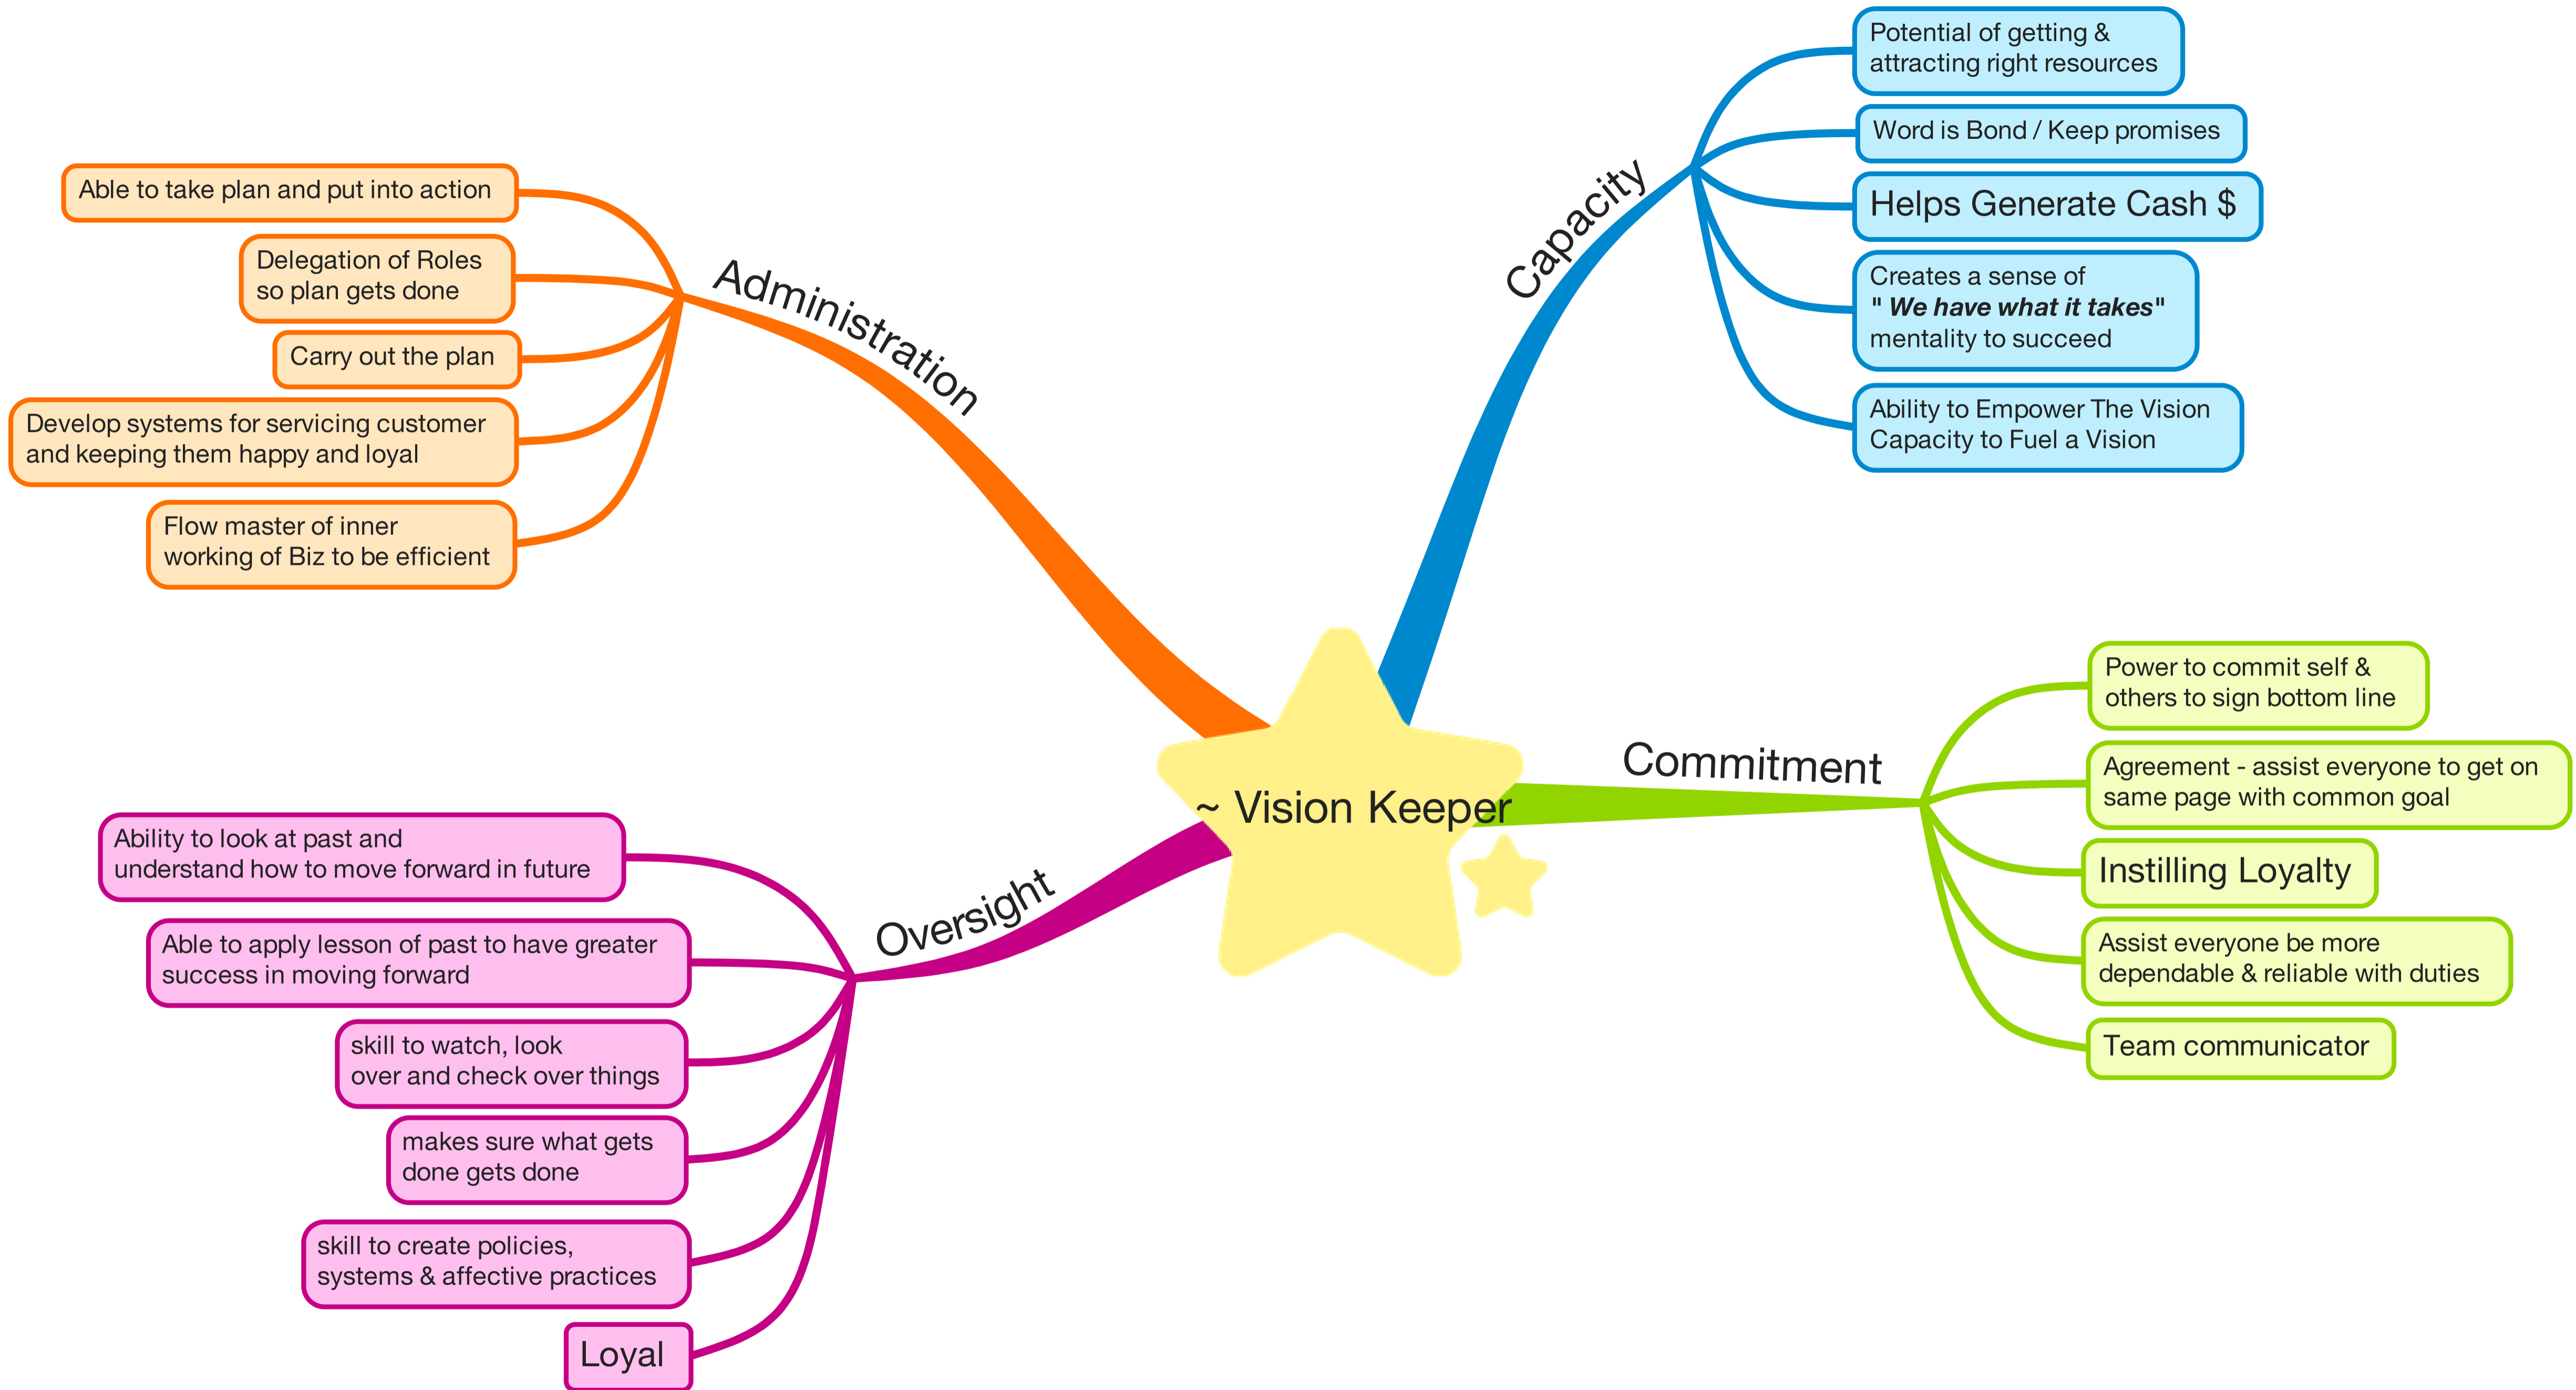 ~ Vision Keeper
Capacity
Potential of getting &
attracting right resources
Word is Bond / Keep promises
Helps Generate Cash $
Creates a sense of
" We have what it takes"
mentality to succeed
Ability to Empower The Vision
Capacity to Fuel a Vision
Commitment
Power to commit self &
others to sign bottom line
Agreement - assist everyone to get on
same page with common goal
Instilling Loyalty
Assist everyone be more
dependable & reliable with duties
Team communicator
Administration
Able to take plan and put into action
Delegation of Roles
so plan gets done
Carry out the plan
Develop systems for servicing customer
and keeping them happy and loyal
Flow master of inner
working of Biz to be efficient
Oversight
Ability to look at past and
understand how to move forward in future
Able to apply lesson of past to have greater
success in moving forward
skill to watch, look
over and check over things
makes sure what gets
done gets done
skill to create policies,
systems & affective practices
Loyal